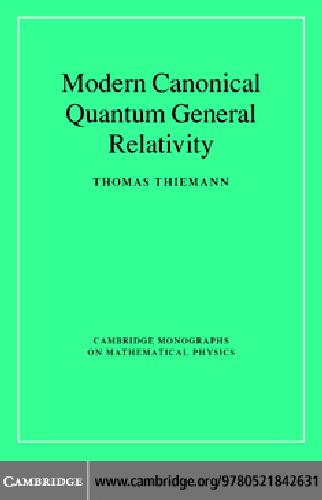 Modern Canonical
Quantum General
Relativity
THOMAS THIEMANN
CAMBRIDGE MONOGRAPHS
ON MATHEMATICAL PHYSICS
CAMBRIDGE www.cambridge.org/9780521842631